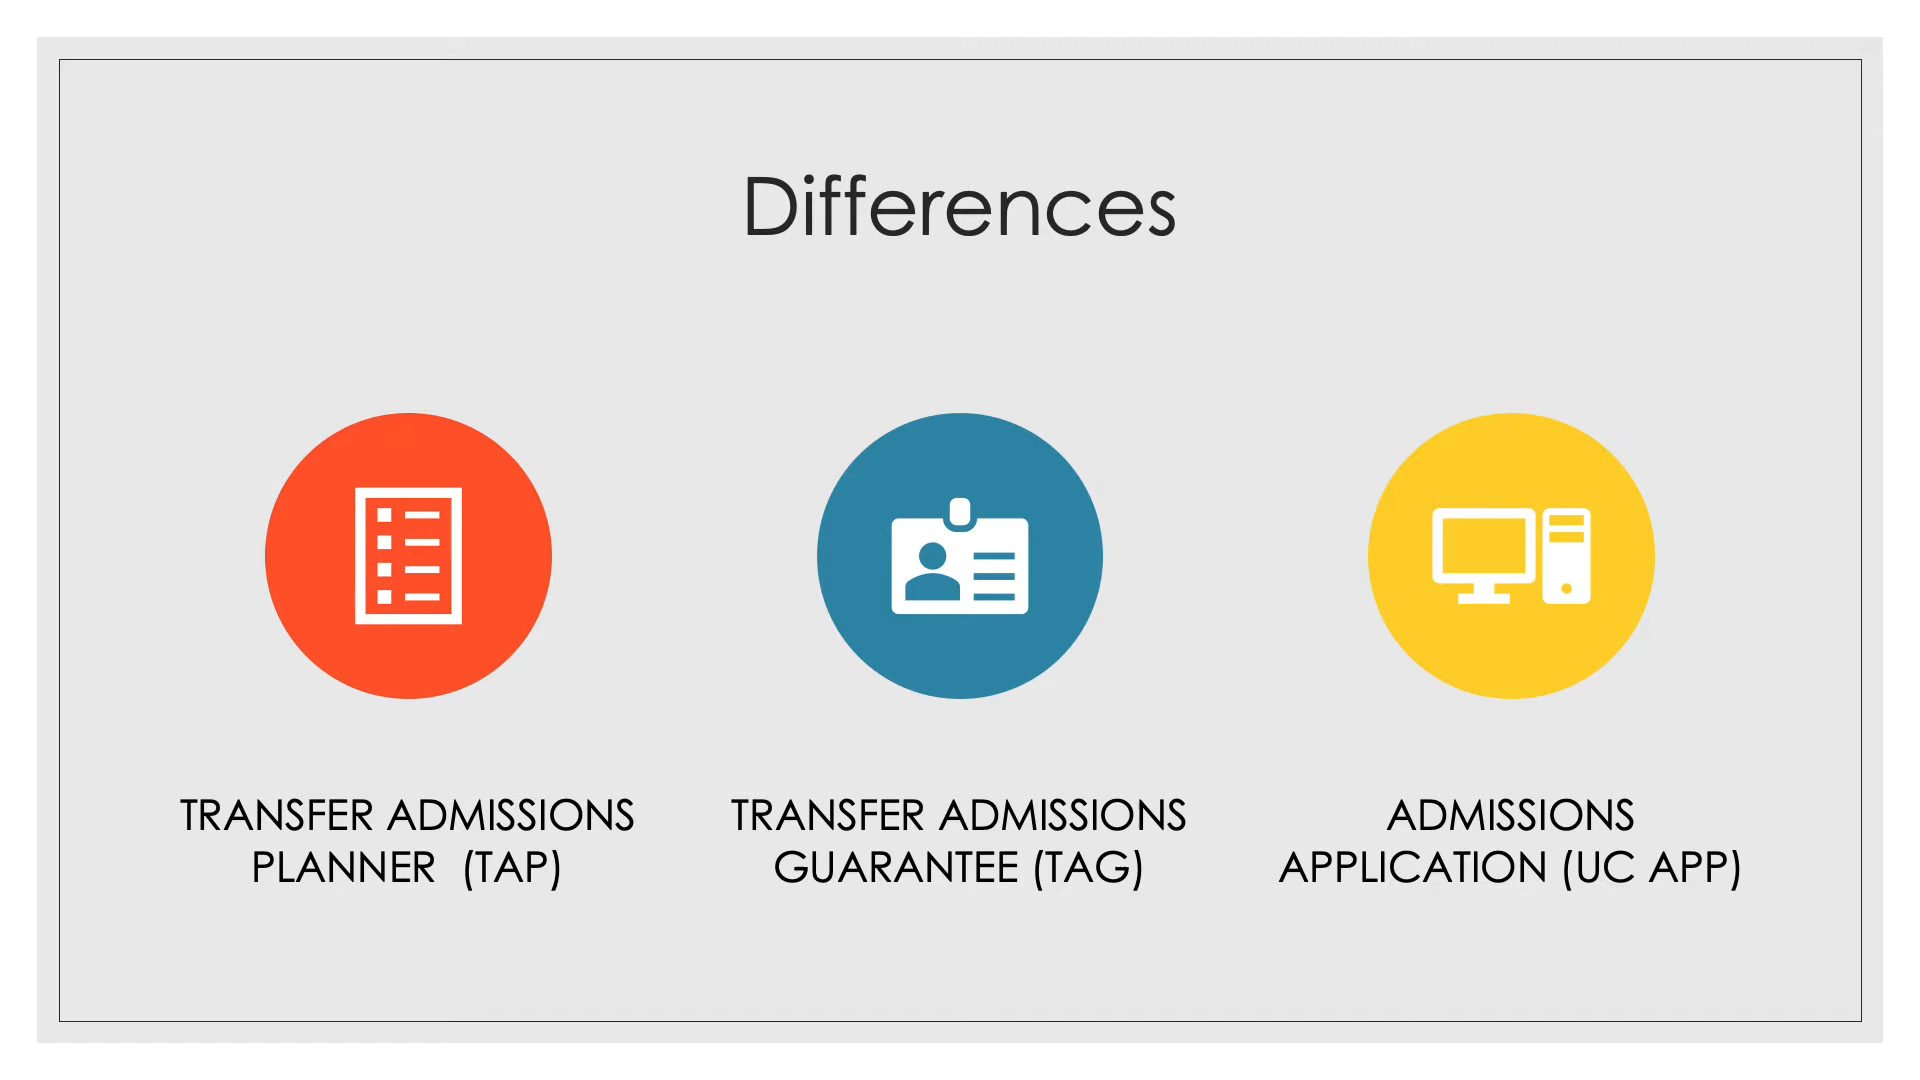 Differences
TRANSFER ADMISSIONS
PLANNER (TAP)
TRANSFER ADMISSIONS
GUARANTEE (TAG)
ADMISSIONS
APPLICATION (UC APP)